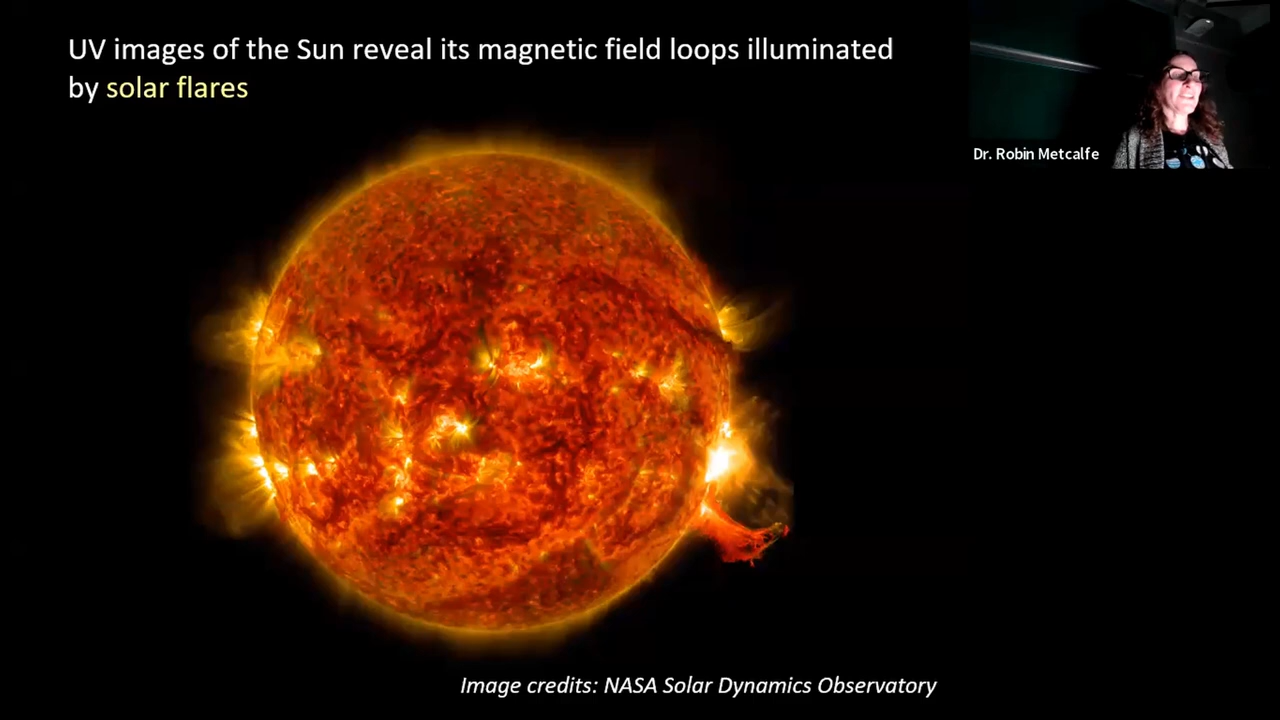 UV images of the Sun reveal its magnetic field loops illuminated
by solar flares
Dr. Robin Metcalfe
Image credits: NASA Solar Dynamics Observatory